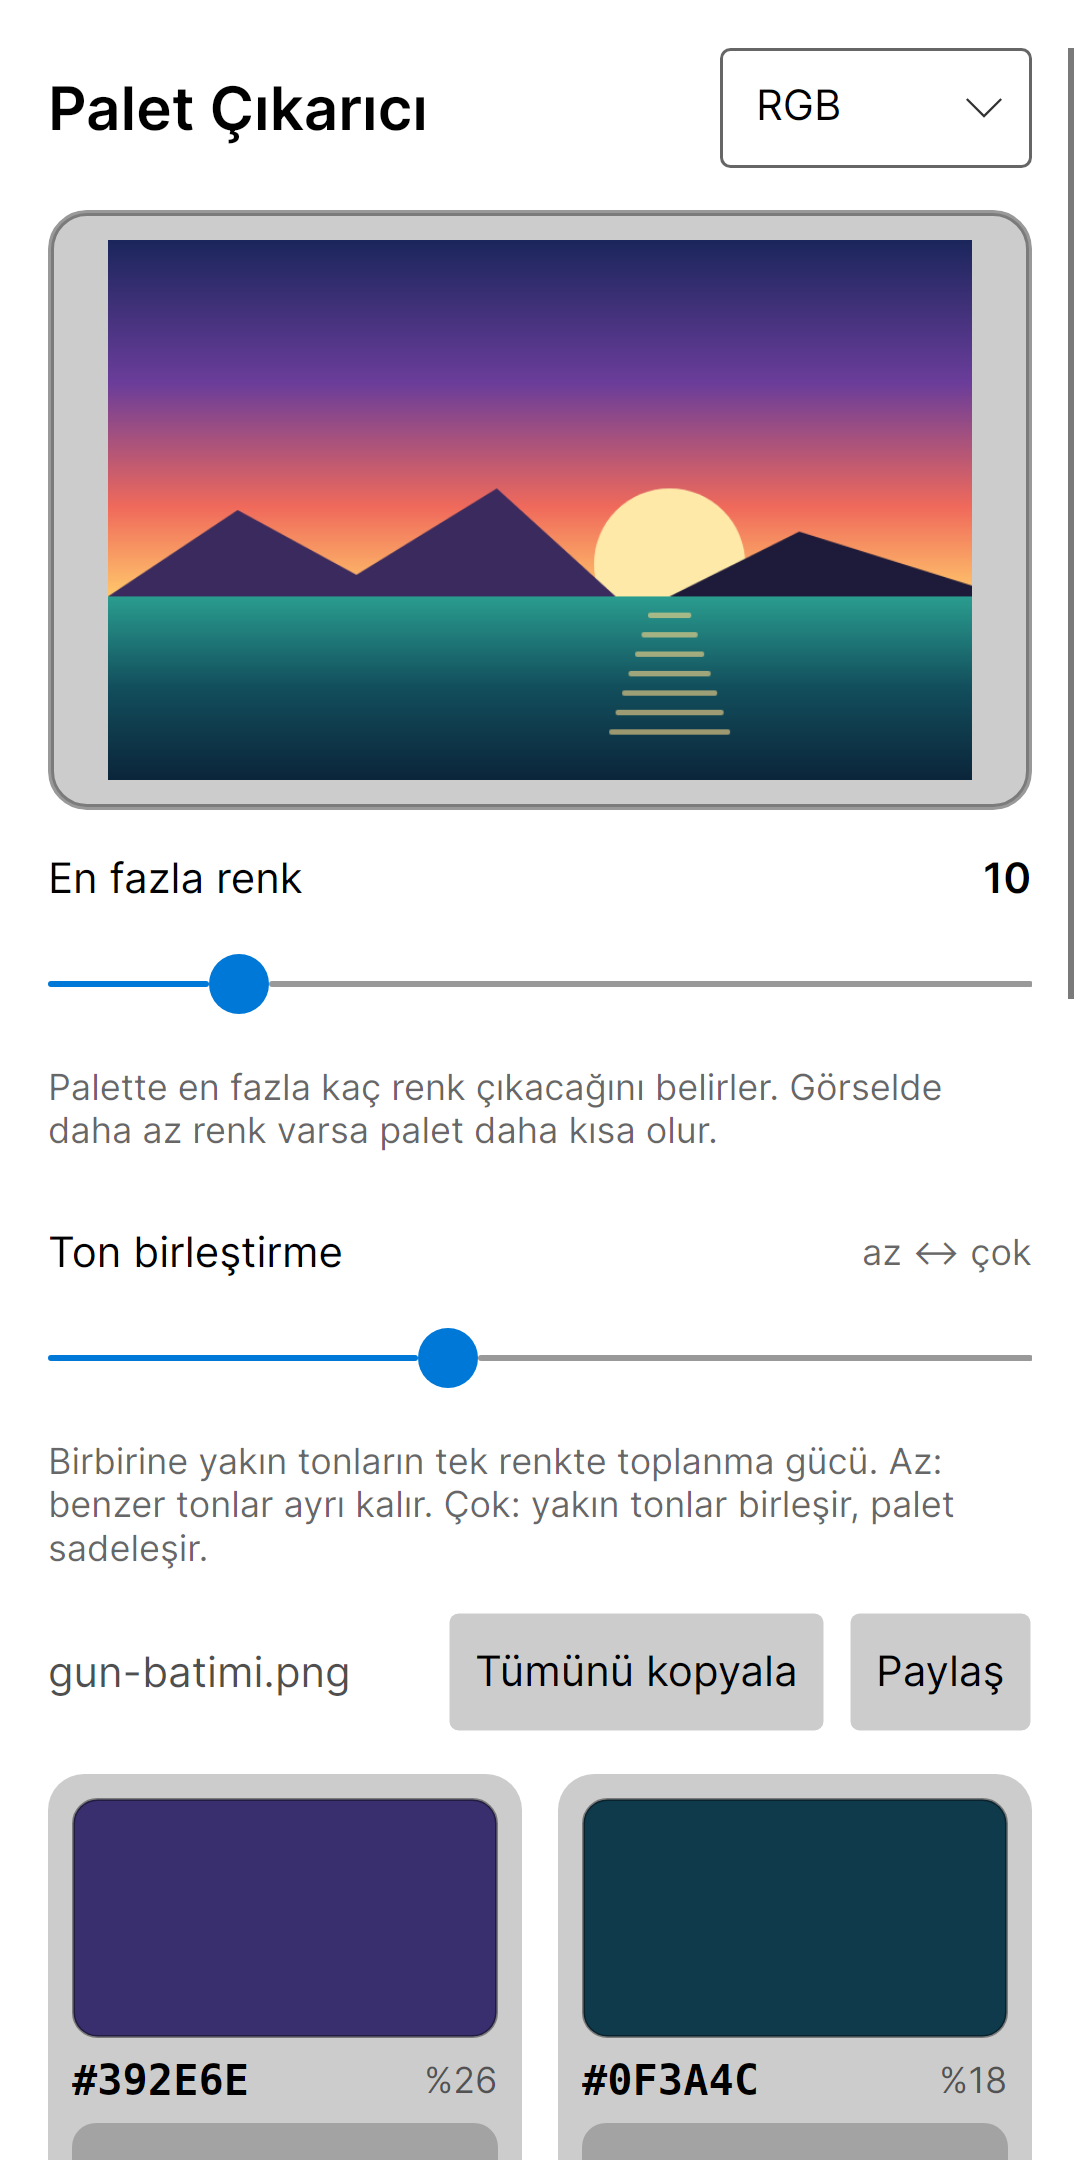 Palet Çıkarıcı
RGB
En fazla renk
10
Palette en fazla kaç renk çıkacağını belirler. Görselde
daha az renk varsa palet daha kısa olur.
Ton birleştirme
az ↔ çok
Birbirine yakın tonların tek renkte toplanma gücü. Az:
benzer tonlar ayrı kalır. Çok: yakın tonlar birleşir, palet
sadeleşir.
gun-batimi.png
Tümünü kopyala
Paylaş
#392E6E
%26
#0F3A4C
%18